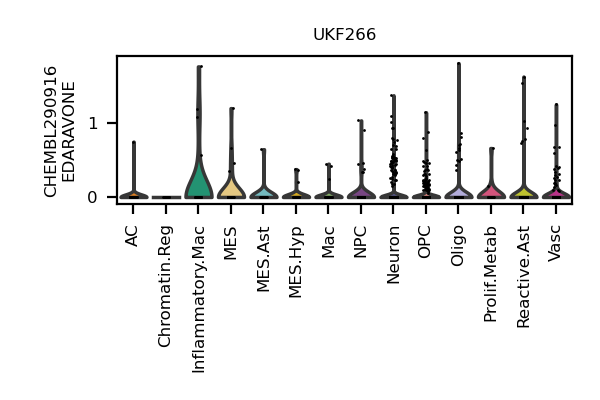 UKF266
CHEMBL290916
EDARAVONE
1
0
AC
Chromatin.Reg
Inflammatory.Mac
MES
MES.Ast
MES.Hyp
Mac
NPC
Neuron
OPC
Oligo
Prolif.Metab
Reactive.Ast
Vasc